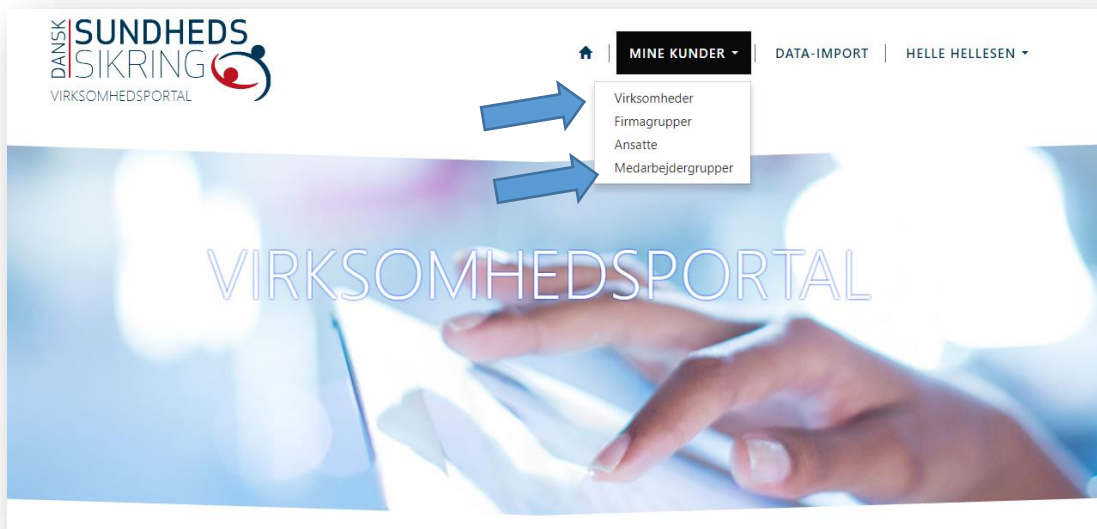 DANSK
SUNDHEDS
SIKRING
VIRKSOMHEDSPORTAL
MINE KUNDER
DATA-IMPORT
HELLE HELLESEN
Virksomheder
Firmagrupper
Ansatte
Medarbejdergrupper
VIRKSOMHEDSPORTAL